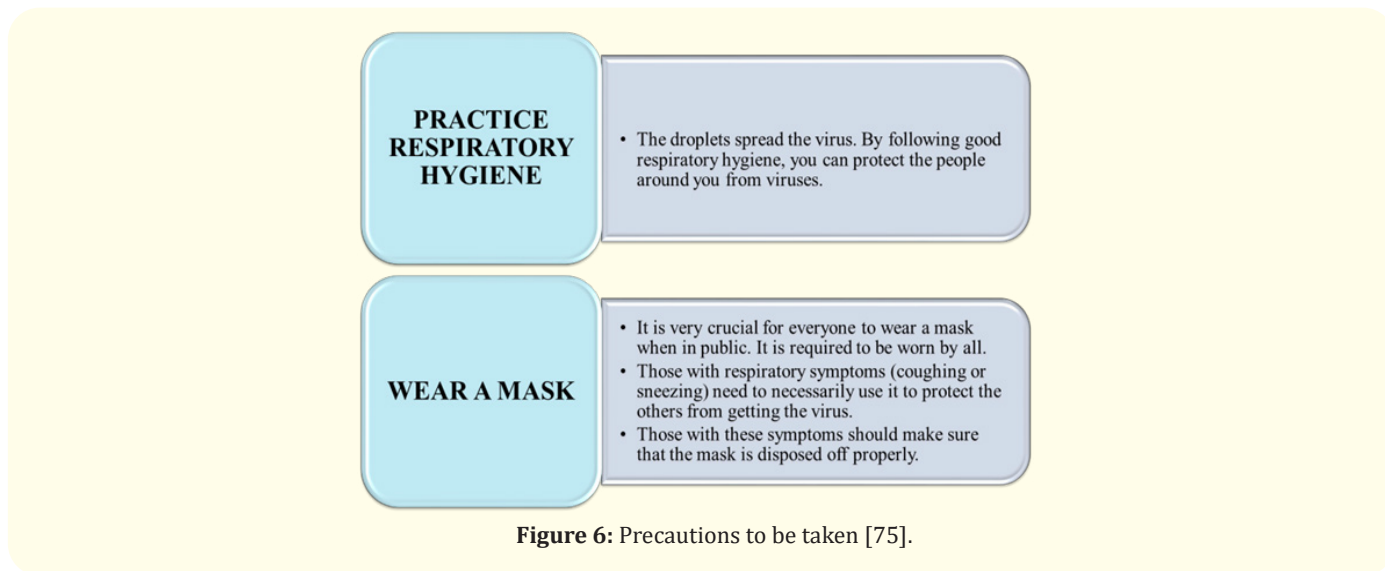 PRACTICE
RESPIRATORY
HYGIENE
• The droplets spread the virus. By following good
respiratory hygiene, you can protect the people
around you from viruses.
WEAR A MASK
• It is very crucial for everyone to wear a mask
when in public. It is required to be worn by all.
• Those with respiratory symptoms (coughing or
sneezing) need to necessarily use it to protect the
others from getting the virus.
• Those with these symptoms should make sure
that the mask is disposed off properly.
Figure 6: Precautions to be taken [75].